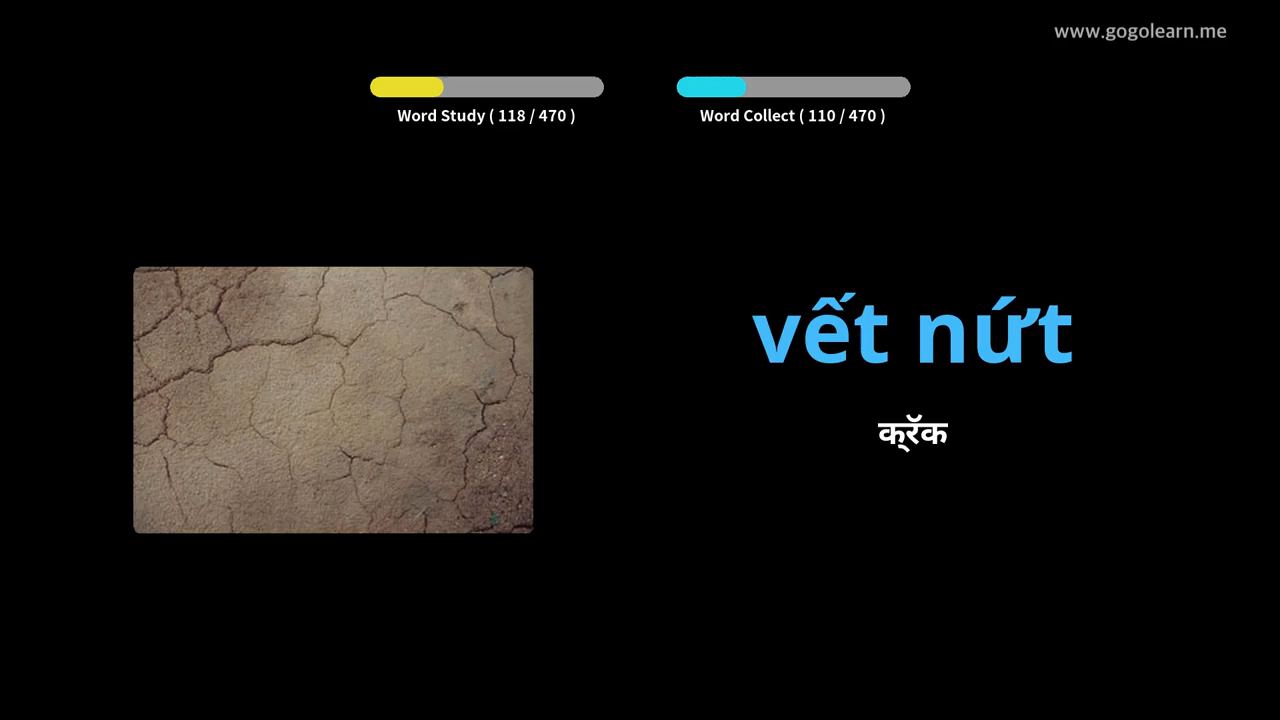 www.gogolearn.me
Word Study ( 118 / 470 )
Word Collect ( 110 / 470 )
vết nứt
क्रॅक